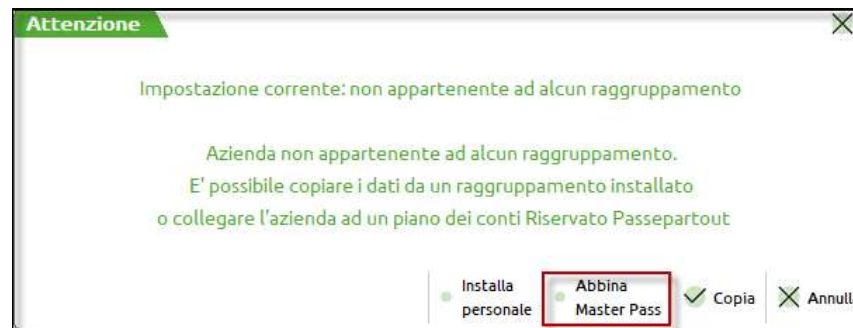 Attenzione
Impostazione corrente: non appartenente ad alcun raggruppamento
Azienda non appartenente ad alcun raggruppamento.
E' possibile copiare i dati da un raggruppamento installato
o collegare l'azienda ad un piano dei conti Riservato Passepartout
Installa
personale
Abbina
Master Pass
Copia
Annull